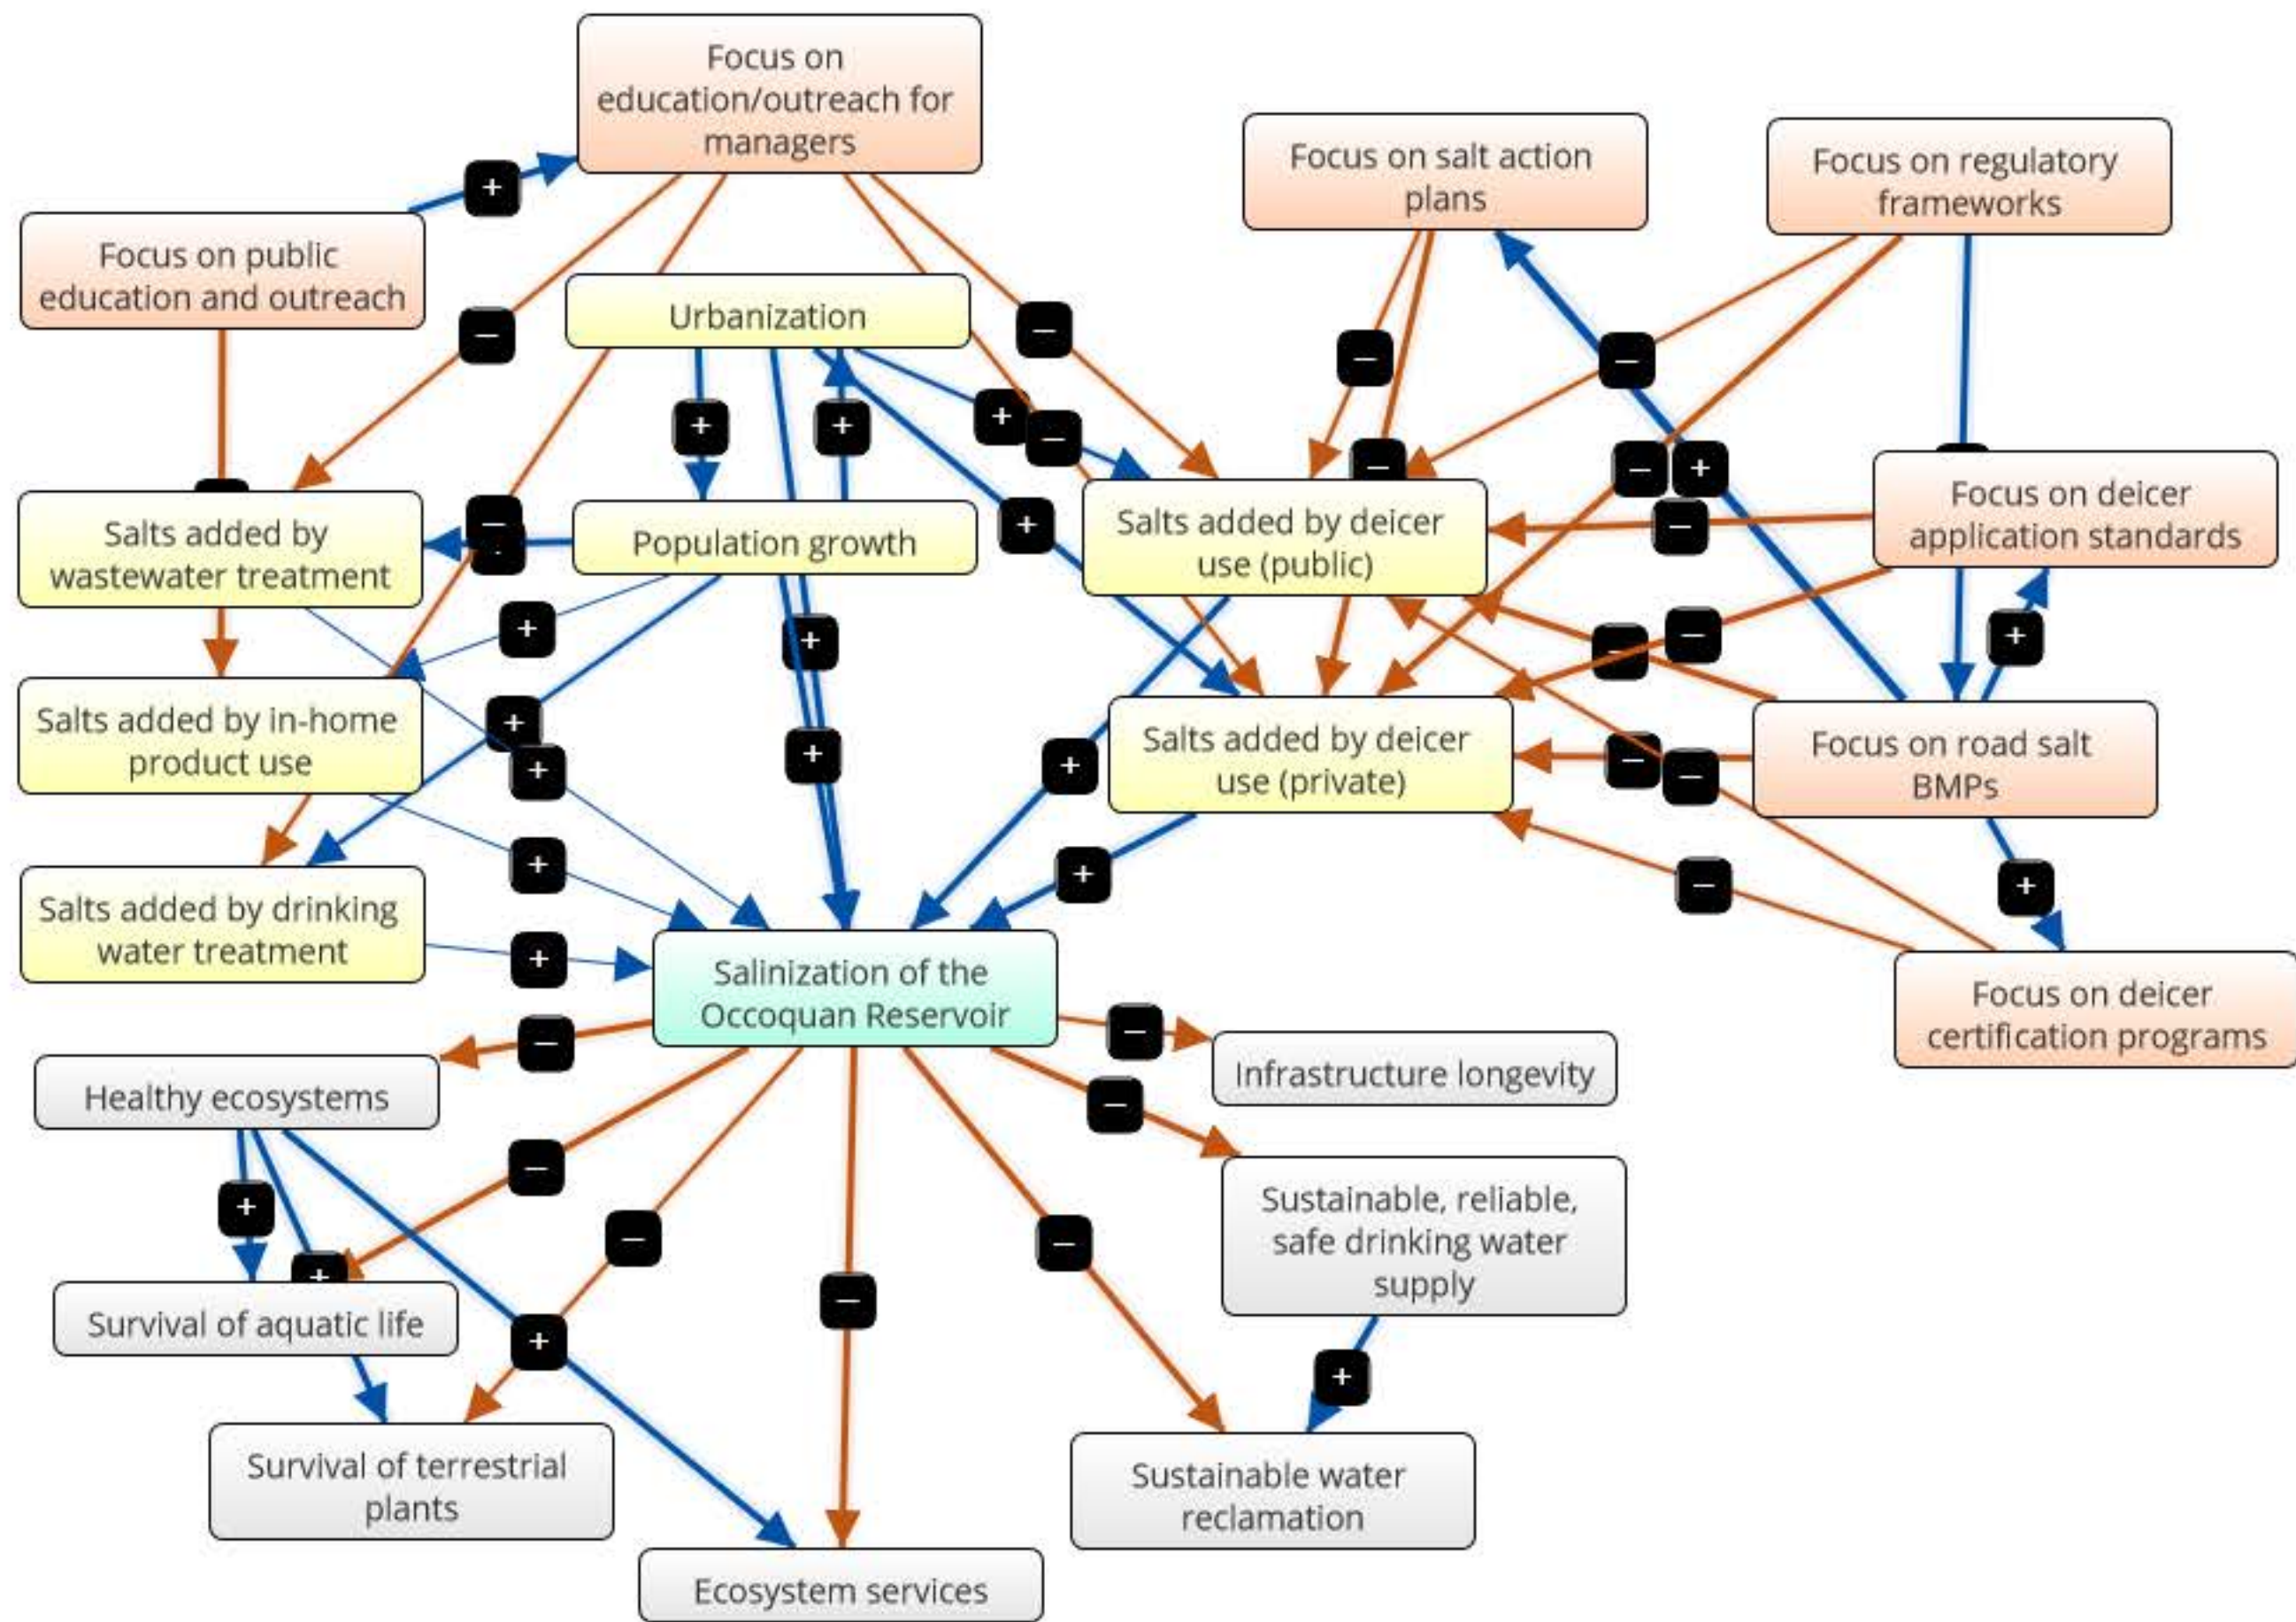 Focus on
education/outreach for
managers
Focus on salt action
plans
Focus on regulatory
frameworks
+
Focus on public
education and outreach
Urbanization
−
−
−
−
+
+
+
−
Salts added by
wastewater treatment
−
Population growth
+
Salts added by deicer
use (public)
−
−
+
−
Focus on deicer
application standards
+
+
−
−
+
Salts added by in-home
product use
+
+
+
+
Salts added by deicer
use (private)
−
−
Focus on road salt
BMPs
+
+
−
+
Salts added by drinking
water treatment
+
Salinization of the
Occoquan Reservoir
Focus on deicer
certification programs
−
−
Healthy ecosystems
Infrastructure longevity
−
−
+
−
−
Sustainable, reliable,
safe drinking water
supply
+
Survival of aquatic life
−
+
+
Survival of terrestrial
plants
Sustainable water
reclamation
Ecosystem services